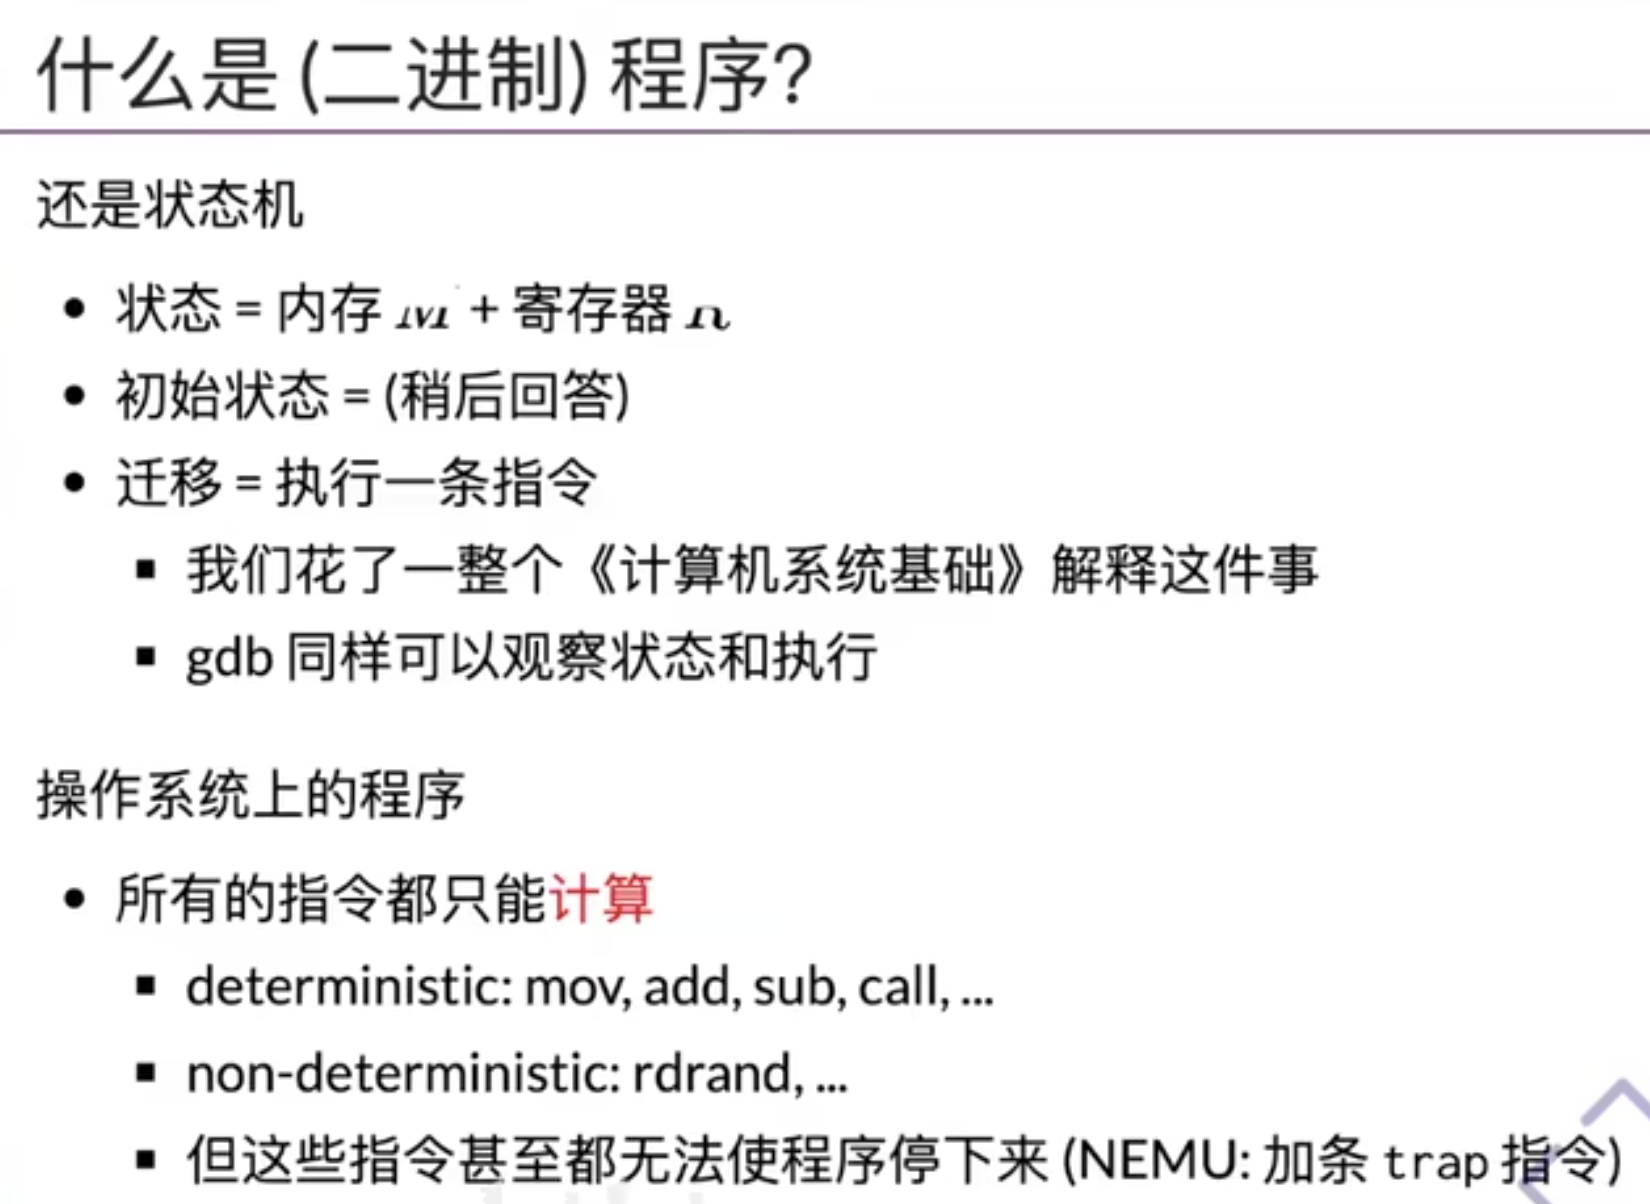 什么是 (二进制) 程序?
还是状态机
• 状态 = 内存 M + 寄存器 R
• 初始状态 = (稍后回答)
• 迁移 = 执行一条指令
▪ 我们花了一整个《计算机系统基础》解释这件事
▪ gdb 同样可以观察状态和执行
操作系统上的程序
• 所有的指令都只能计算
▪ deterministic: mov, add, sub, call, ...
▪ non-deterministic: rdrand, ...
▪ 但这些指令甚至都无法使程序停下来 (NEMU: 加条 trap 指令)